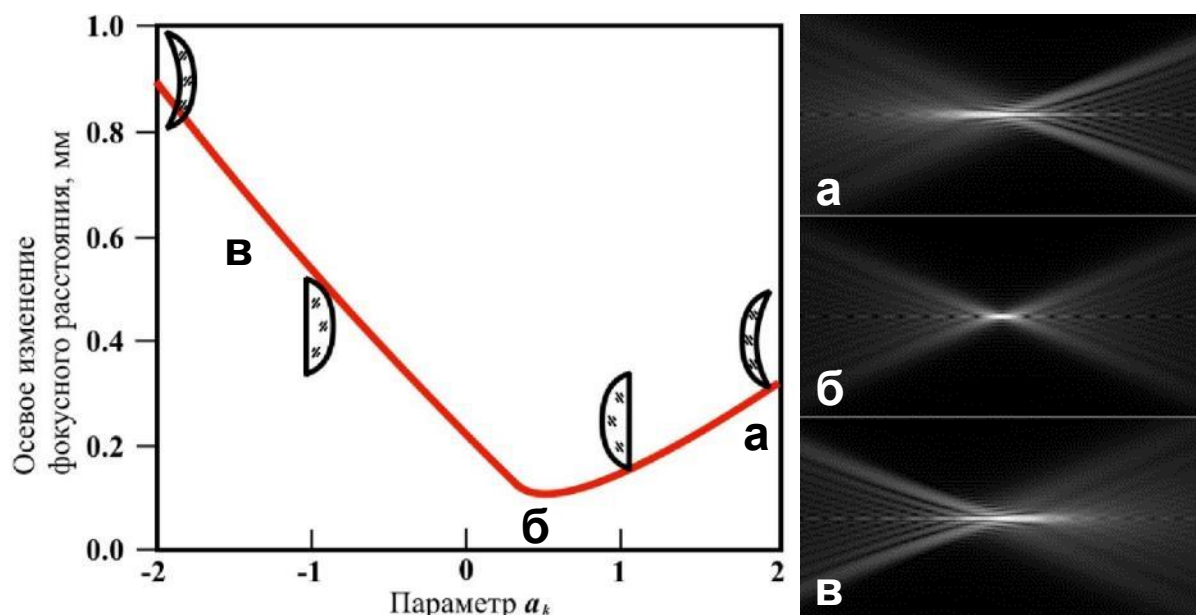 Осевое изменение
фокусного расстояния, мм
1.0
0.8
0.6
0.4
0.2
0.0
-2
-1
0
1
2
Параметр a_k
в
б
а
а
б
в